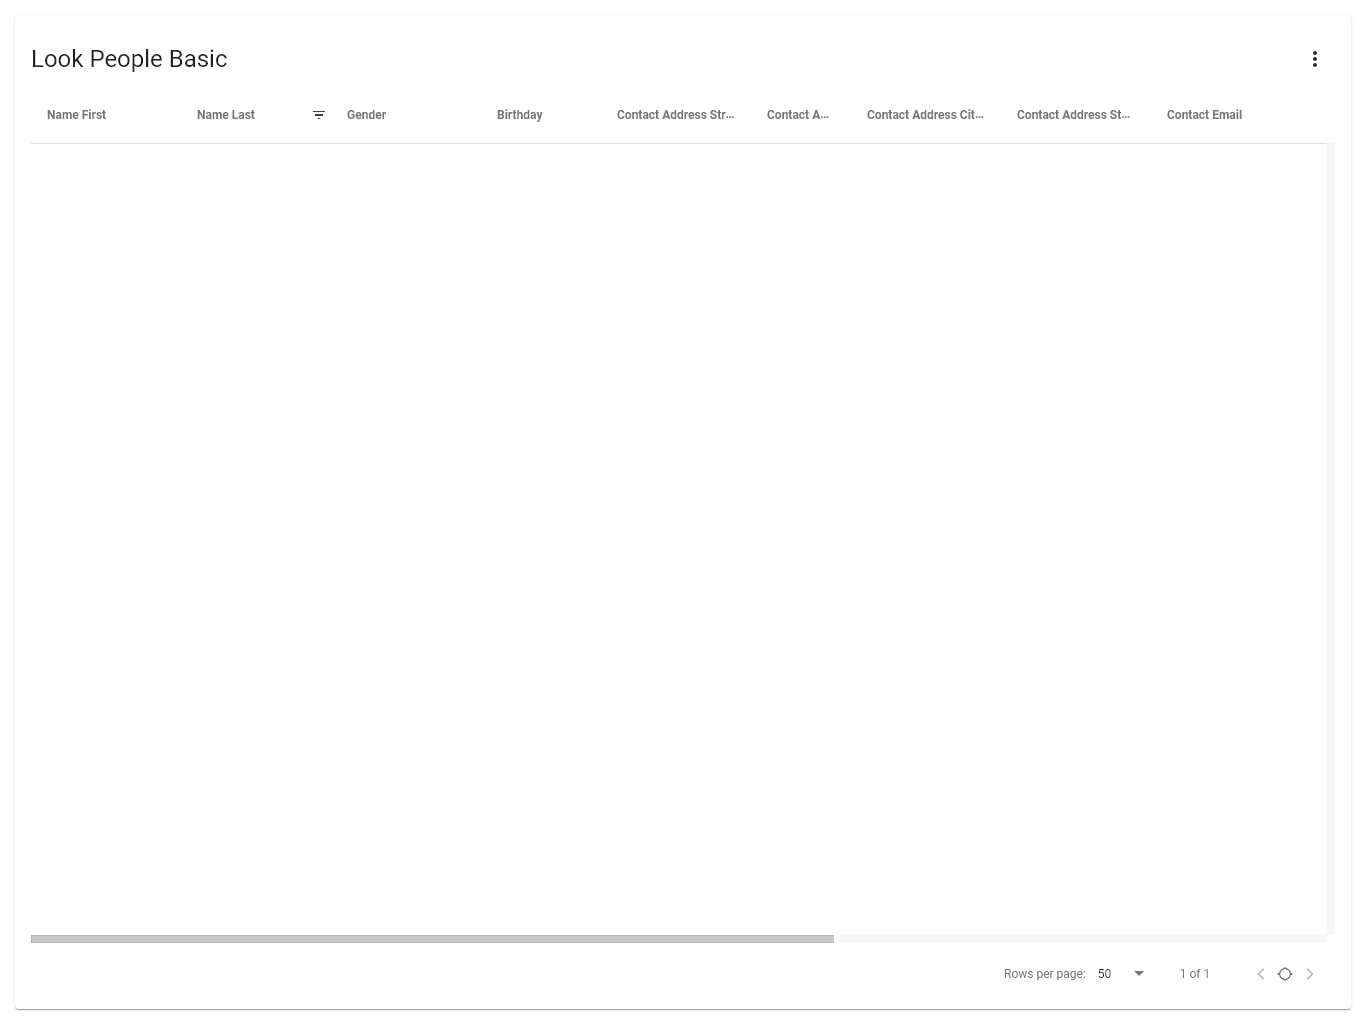 Look People Basic
Name First Name Last Gender Birthday Contact Address Str... Contact A... Contact Address Cit... Contact Address St... Contact Email
Rows per page: 50 1 of 1